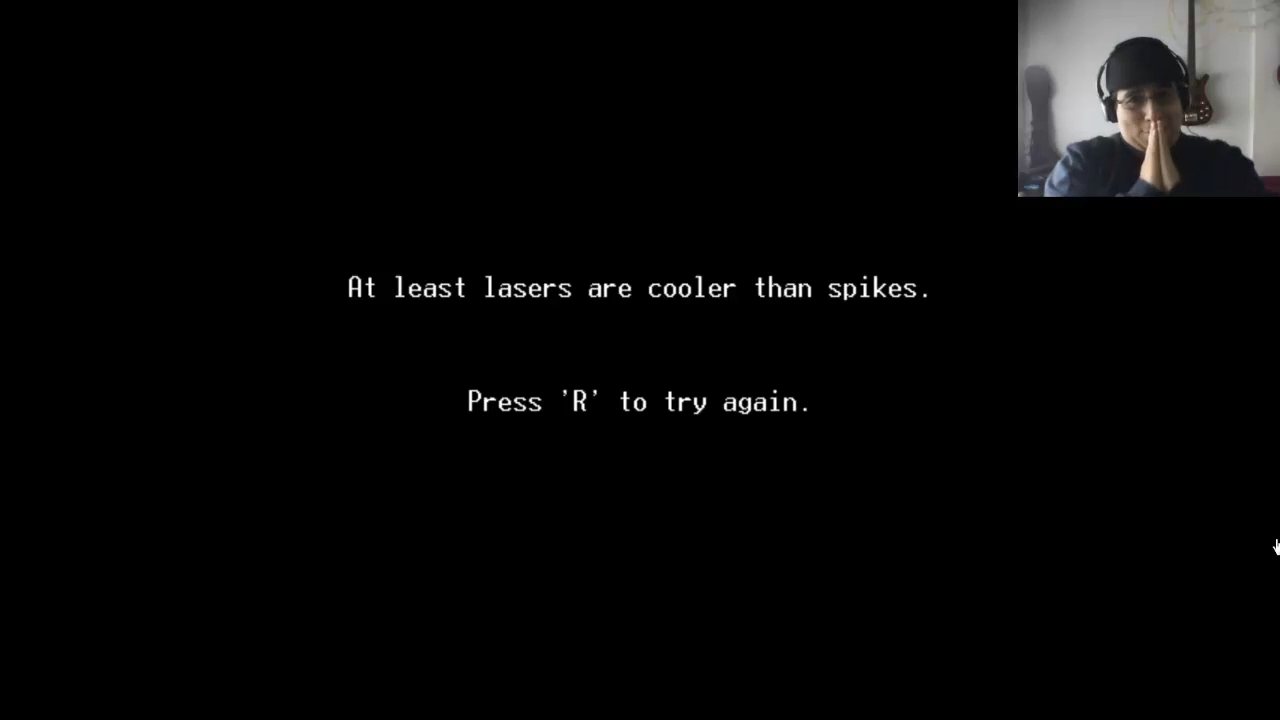 At least lasers are cooler than spikes.
Press 'R' to try again.